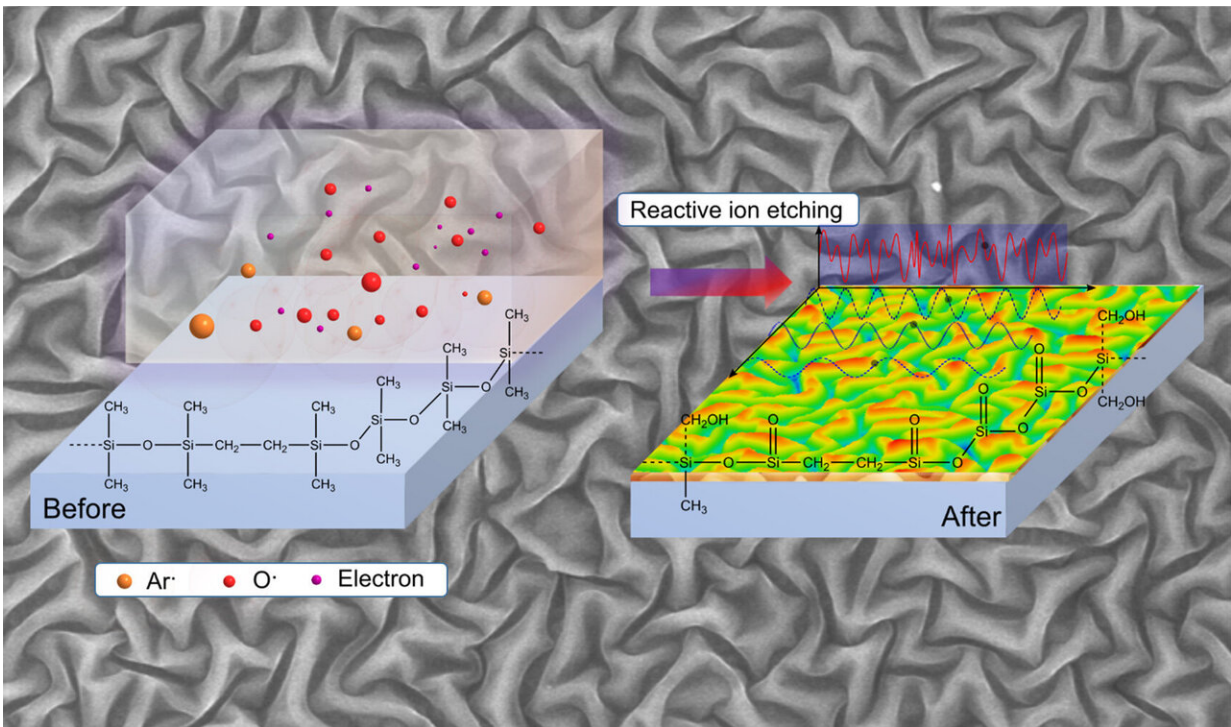 Reactive ion etching
CH₃
CH₃
Si
CH₃
Si
O
CH₃
Si
O
CH₃
CH₃
CH₃
CH₃
CH₃
Si O Si CH₂ CH₂ Si O
CH₃
CH₃
CH₃
CH₃
Before
Ar· O· Electron
CH₂OH
O
Si
O
Si
O
CH₂OH
CH₂OH
O
O
Si
O
Si O Si CH₂ CH₂ Si O
CH₃
After